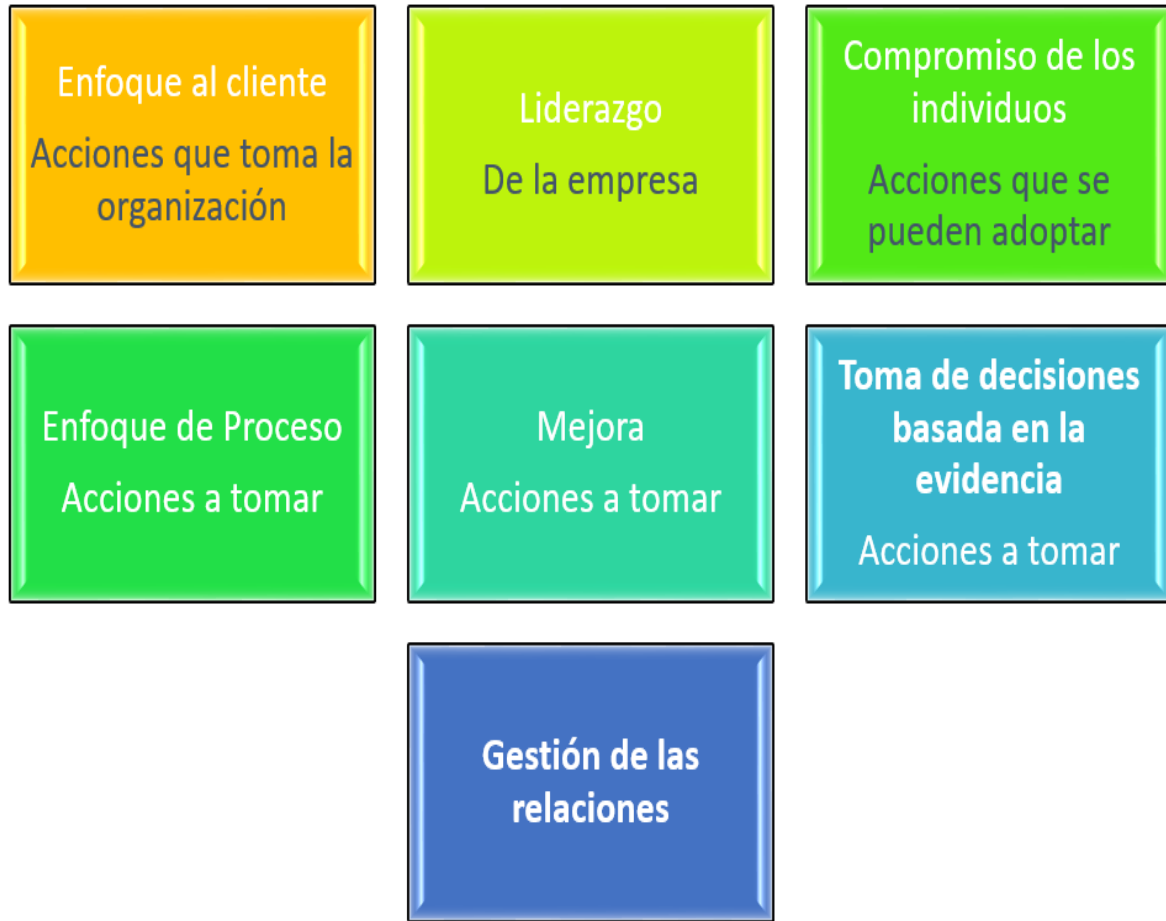 Enfoque al cliente
Acciones que toma la
organización
Liderazgo
De la empresa
Compromiso de los
individuos
Acciones que se
pueden adoptar
Enfoque de Proceso
Acciones a tomar
Mejora
Acciones a tomar
Toma de decisiones
basada en la
evidencia
Acciones a tomar
Gestión de las
relaciones